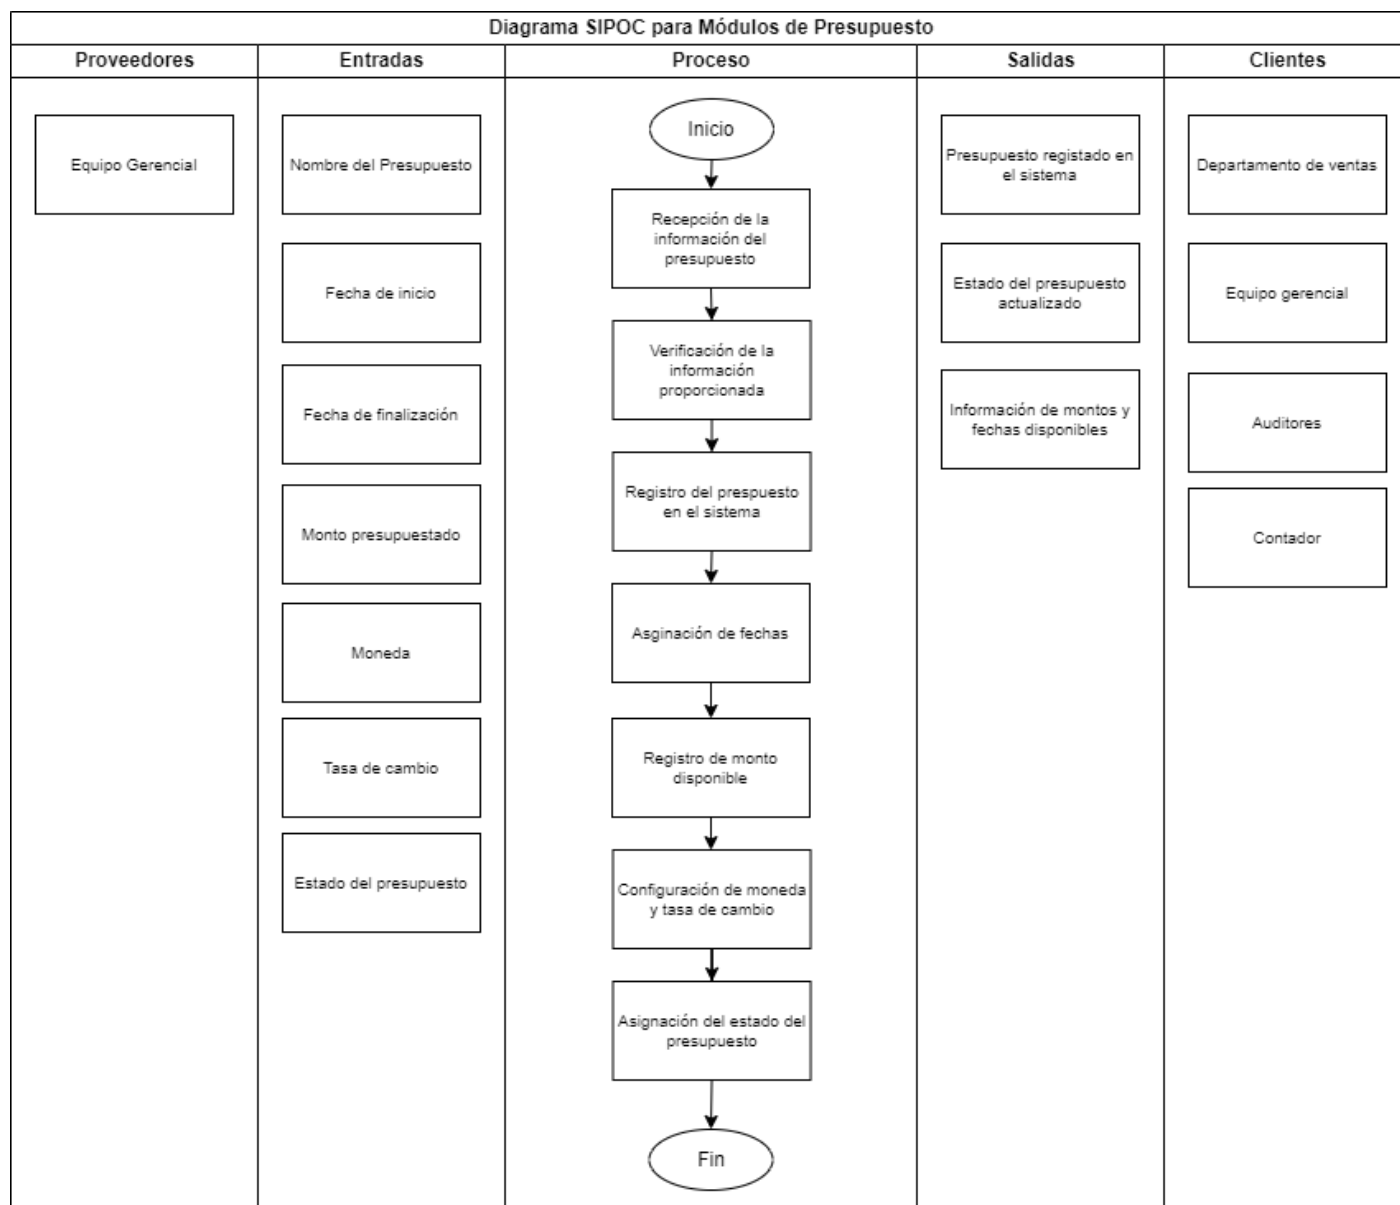 Diagrama SIPOC para Módulos de Presupuesto
Proveedores
Entradas
Proceso
Salidas
Clientes
Equipo Gerencial
Nombre del Presupuesto
Fecha de inicio
Fecha de finalización
Monto presupuestado
Moneda
Tasa de cambio
Estado del presupuesto
Inicio
Recepción de la
información del
presupuesto
Verificación de la
información
proporcionada
Registro del prespuesto
en el sistema
Asginación de fechas
Registro de monto
disponible
Configuración de moneda
y tasa de cambio
Asignación del estado del
presupuesto
Fin
Presupuesto registado en
el sistema
Estado del presupuesto
actualizado
Información de montos y
fechas disponibles
Departamento de ventas
Equipo gerencial
Auditores
Contador